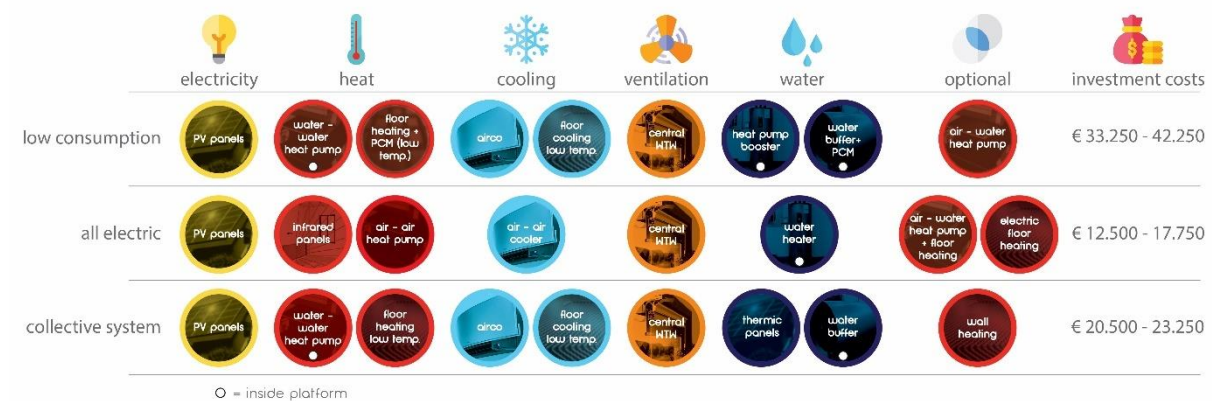 electricity heat cooling ventilation water optional investment costs
low consumption
PV panels
water -
water
heat pump
floor
heating +
PCM (low
temp.)
airco
floor
cooling
low temp.
central
WTW
heat pump
booster
water
buffer+
PCM
air - water
heat pump
€ 33.250 - 42.250
all electric
PV panels
infrared
panels
air - air
heat pump
air - air
cooler
central
WTW
water
heater
air - water
heat pump
+ floor
heating
electric
floor
heating
€ 12.500 - 17.750
collective system
PV panels
water -
water
heat pump
floor
heating
low temp.
airco
floor
cooling
low temp.
central
WTW
thermic
panels
water
buffer
wall
heating
€ 20.500 - 23.250
= inside platform